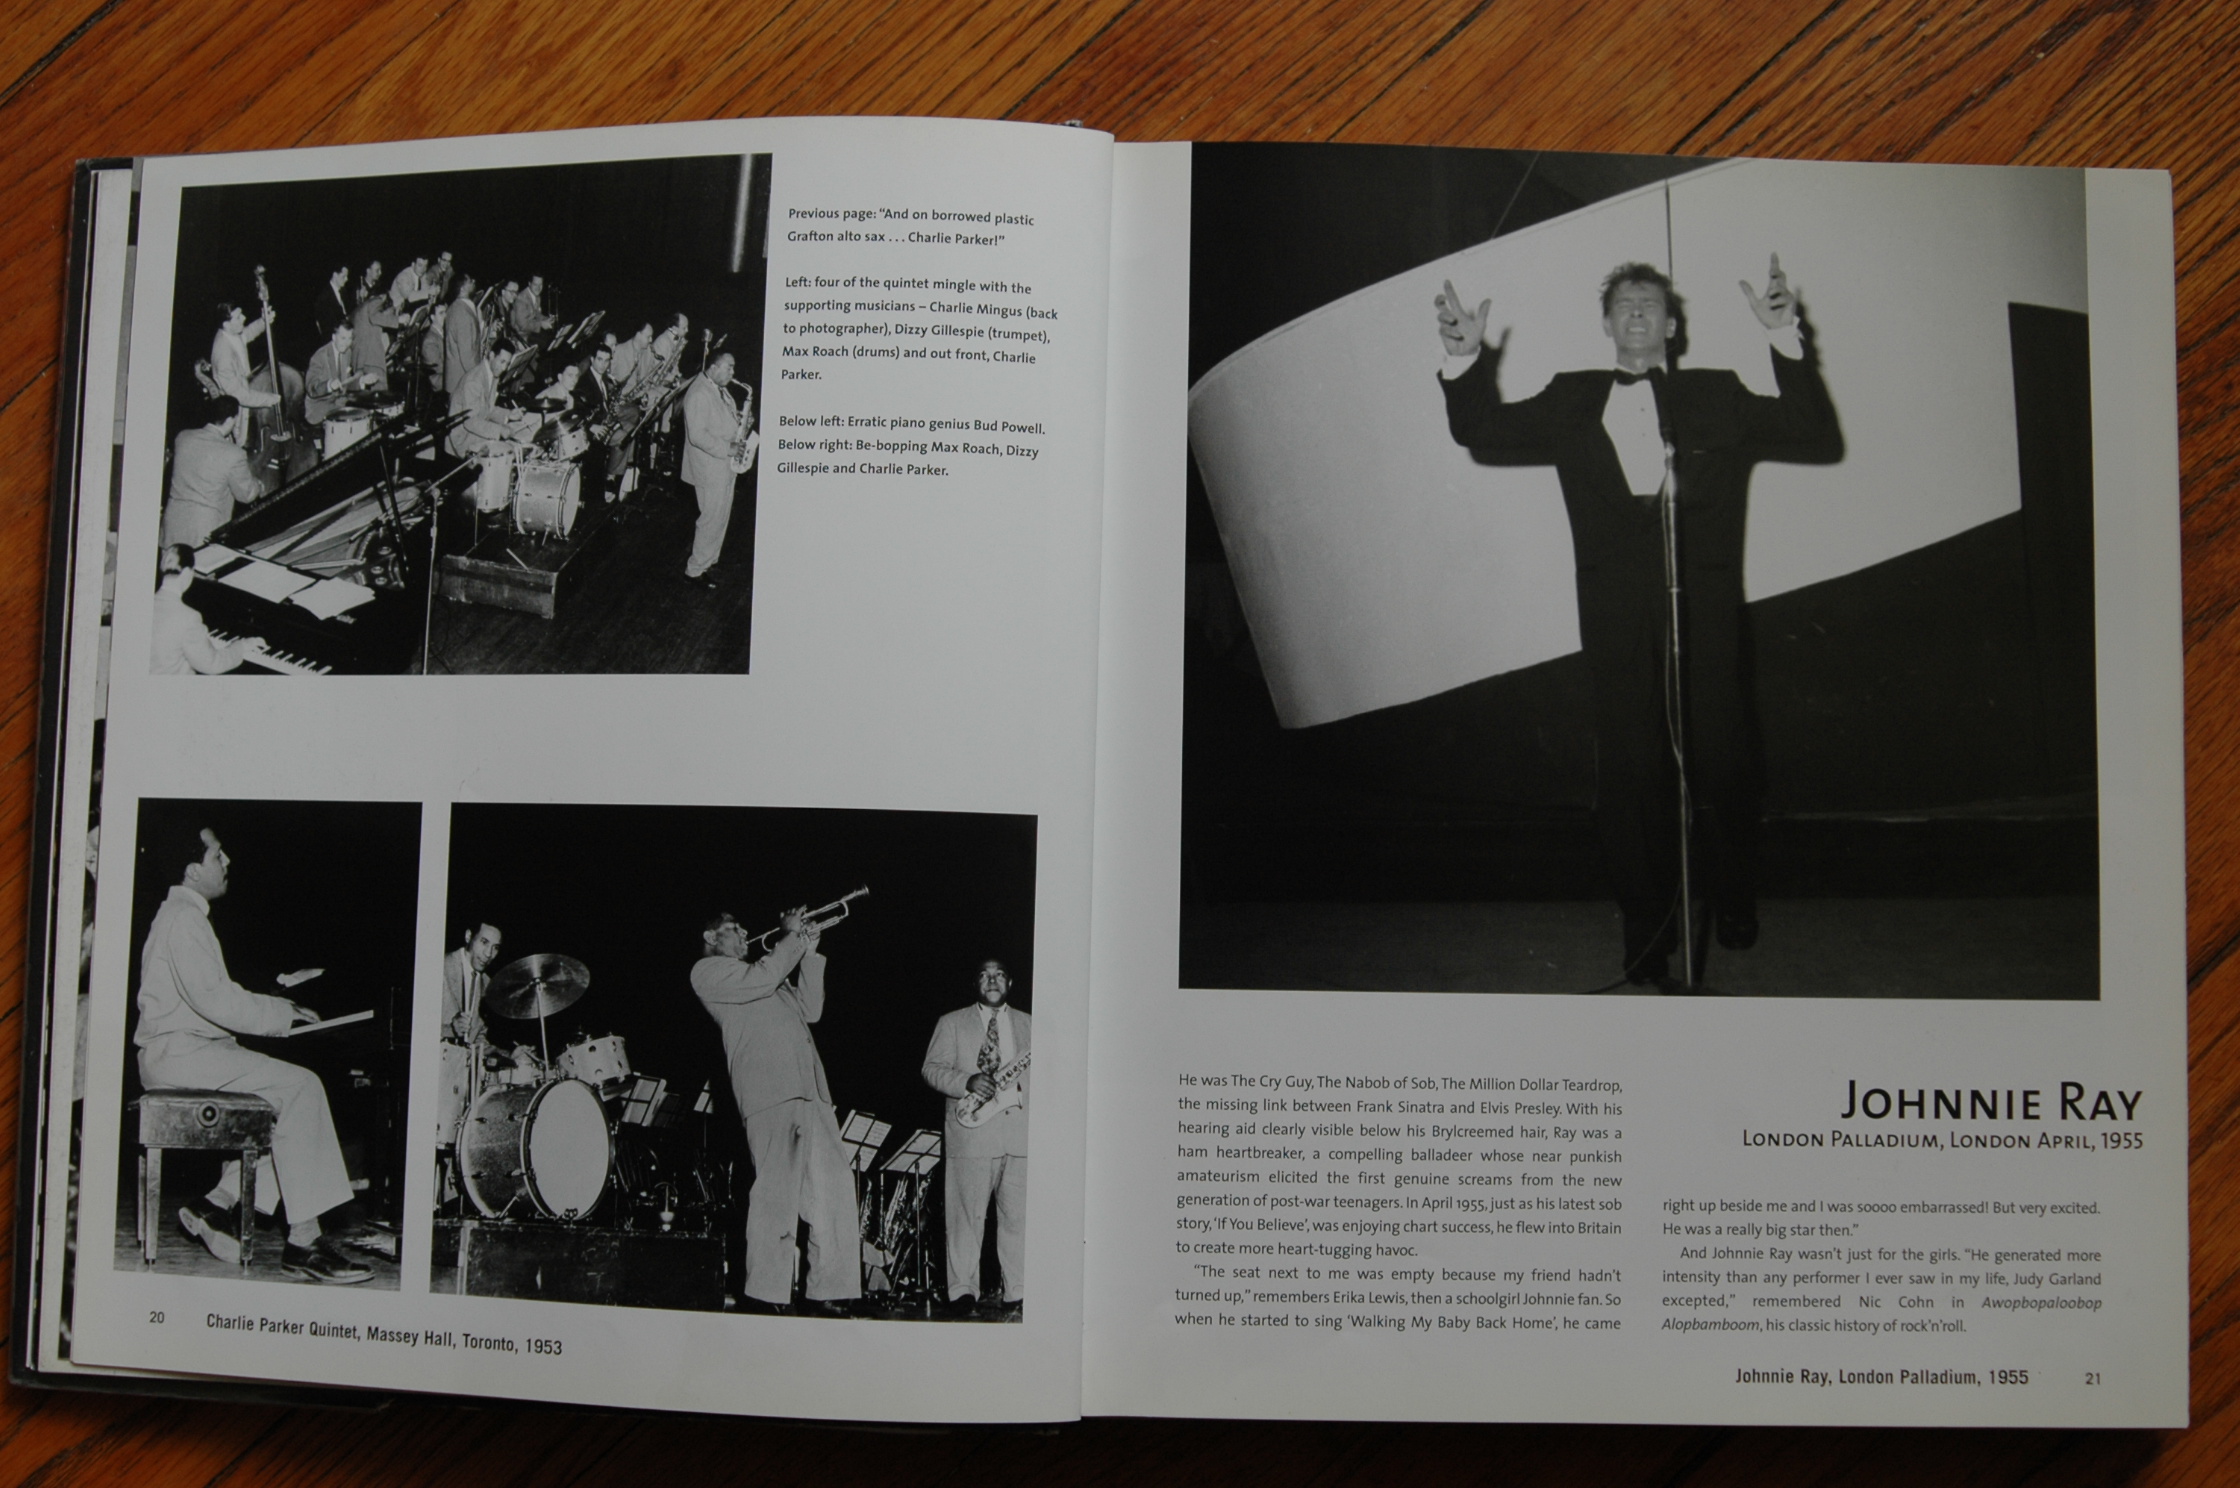 Previous page: “And on borrowed plastic
Grafton alto sax . . . Charlie Parker!”
Left: four of the quintet mingle with the
supporting musicians – Charlie Mingus (back
to photographer), Dizzy Gillespie (trumpet),
Max Roach (drums) and out front, Charlie
Parker.
Below left: Erratic piano genius Bud Powell.
Below right: Be-bopping Max Roach, Dizzy
Gillespie and Charlie Parker.
20 Charlie Parker Quintet, Massey Hall, Toronto, 1953
JOHNNIE RAY
LONDON PALLADIUM, LONDON APRIL, 1955
He was The Cry Guy, The Nabob of Sob, The Million Dollar Teardrop,
the missing link between Frank Sinatra and Elvis Presley. With his
hearing aid clearly visible below his Brylcreemed hair, Ray was a
ham heartbreaker, a compelling balladeer whose near punkish
amateurism elicited the first genuine screams from the new
generation of post-war teenagers. In April 1955, just as his latest sob
story, ‘If You Believe’, was enjoying chart success, he flew into Britain
to create more heart-tugging havoc.
“The seat next to me was empty because my friend hadn’t
turned up,” remembers Erika Lewis, then a schoolgirl Johnnie fan. So
when he started to sing ‘Walking My Baby Back Home’, he came
right up beside me and I was soooo embarrassed! But very excited.
He was a really big star then.”
And Johnnie Ray wasn’t just for the girls. “He generated more
intensity than any performer I ever saw in my life, Judy Garland
excepted,” remembered Nic Cohn in Awopbopaloobop
Alopbamboom, his classic history of rock’n’roll.
Johnnie Ray, London Palladium, 1955 21